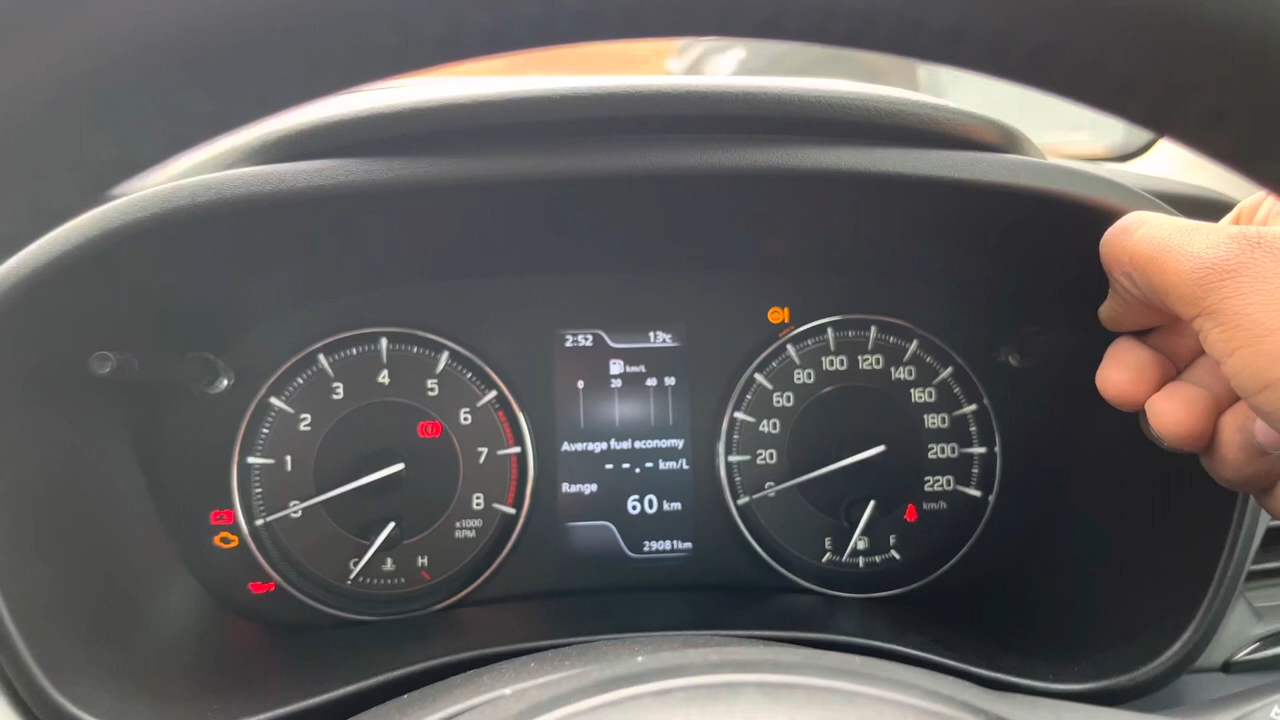 2:52 13°C
km/L
0 20 40 50
Average fuel economy
--.- km/L
Range
60 km
29081km
0 1 2 3 4 5 6 7 8
x1000
RPM
C H
0 20 40 60 80 100 120 140 160 180 200 220
km/h
E F